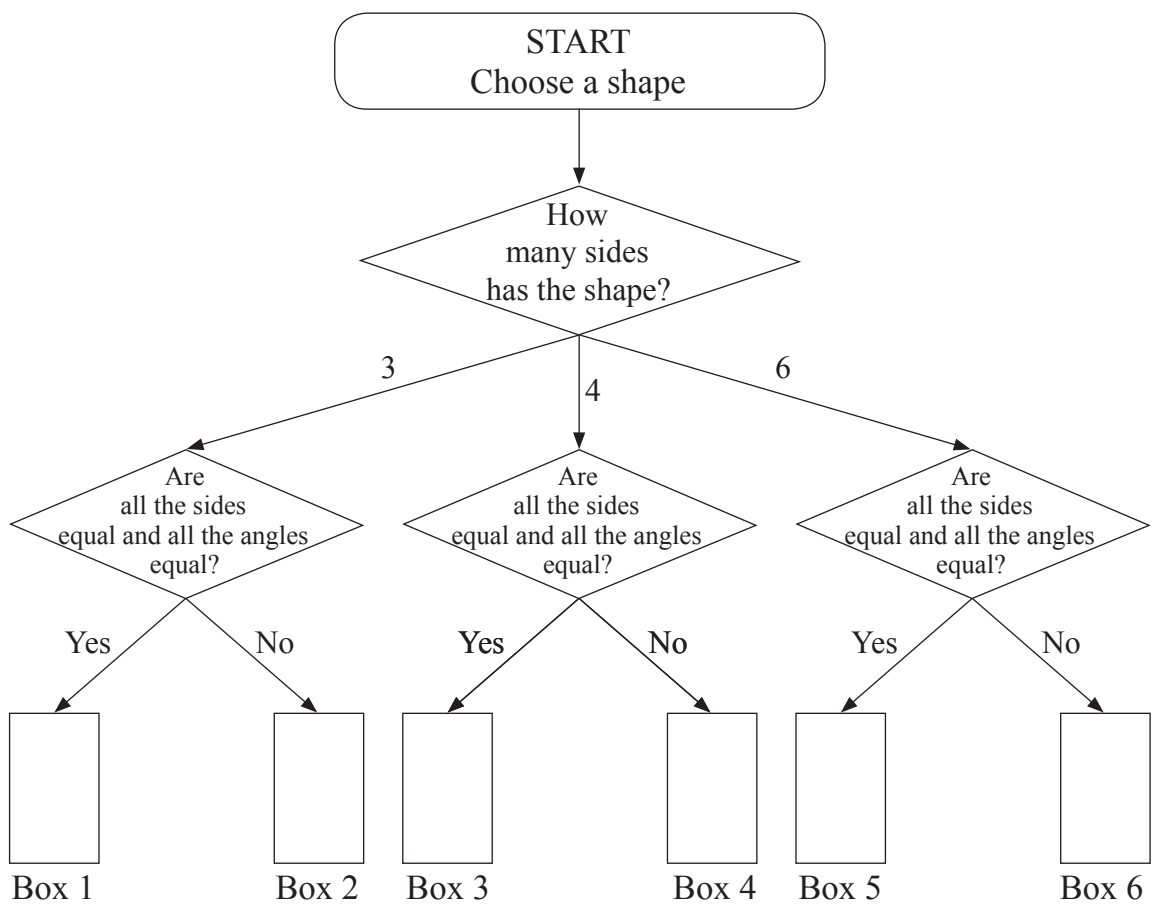 START
Choose a shape
How
many sides
has the shape?
3
4
6
Are
all the sides
equal and all the angles
equal?
Are
all the sides
equal and all the angles
equal?
Are
all the sides
equal and all the angles
equal?
Yes
No
Yes
No
Yes
No
Box 1
Box 2
Box 3
Box 4
Box 5
Box 6